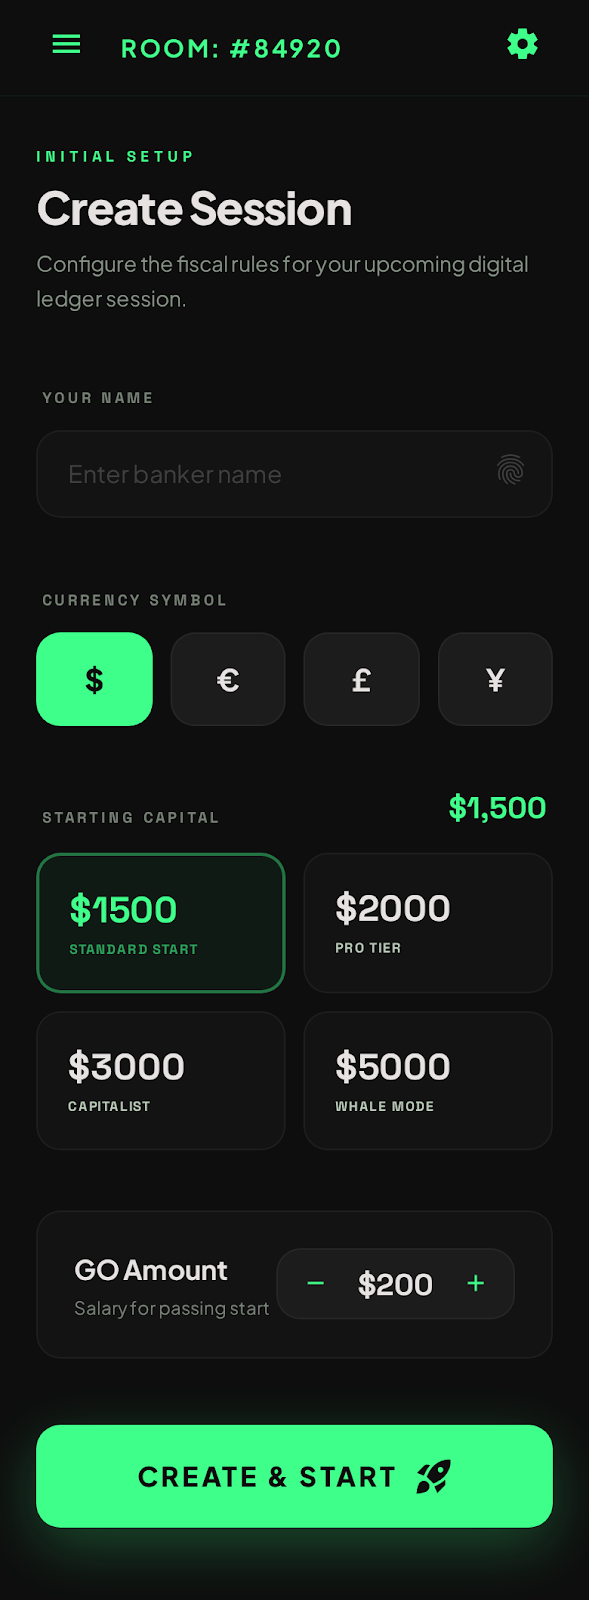 ROOM: #84920
INITIAL SETUP
Create Session
Configure the fiscal rules for your upcoming digital
ledger session.
YOUR NAME
Enter banker name
CURRENCY SYMBOL
$ € £ ¥
STARTING CAPITAL
$1,500
$1500
STANDARD START
$2000
PRO TIER
$3000
CAPITALIST
$5000
WHALE MODE
GO Amount
Salary for passing start
− $200 +
CREATE & START